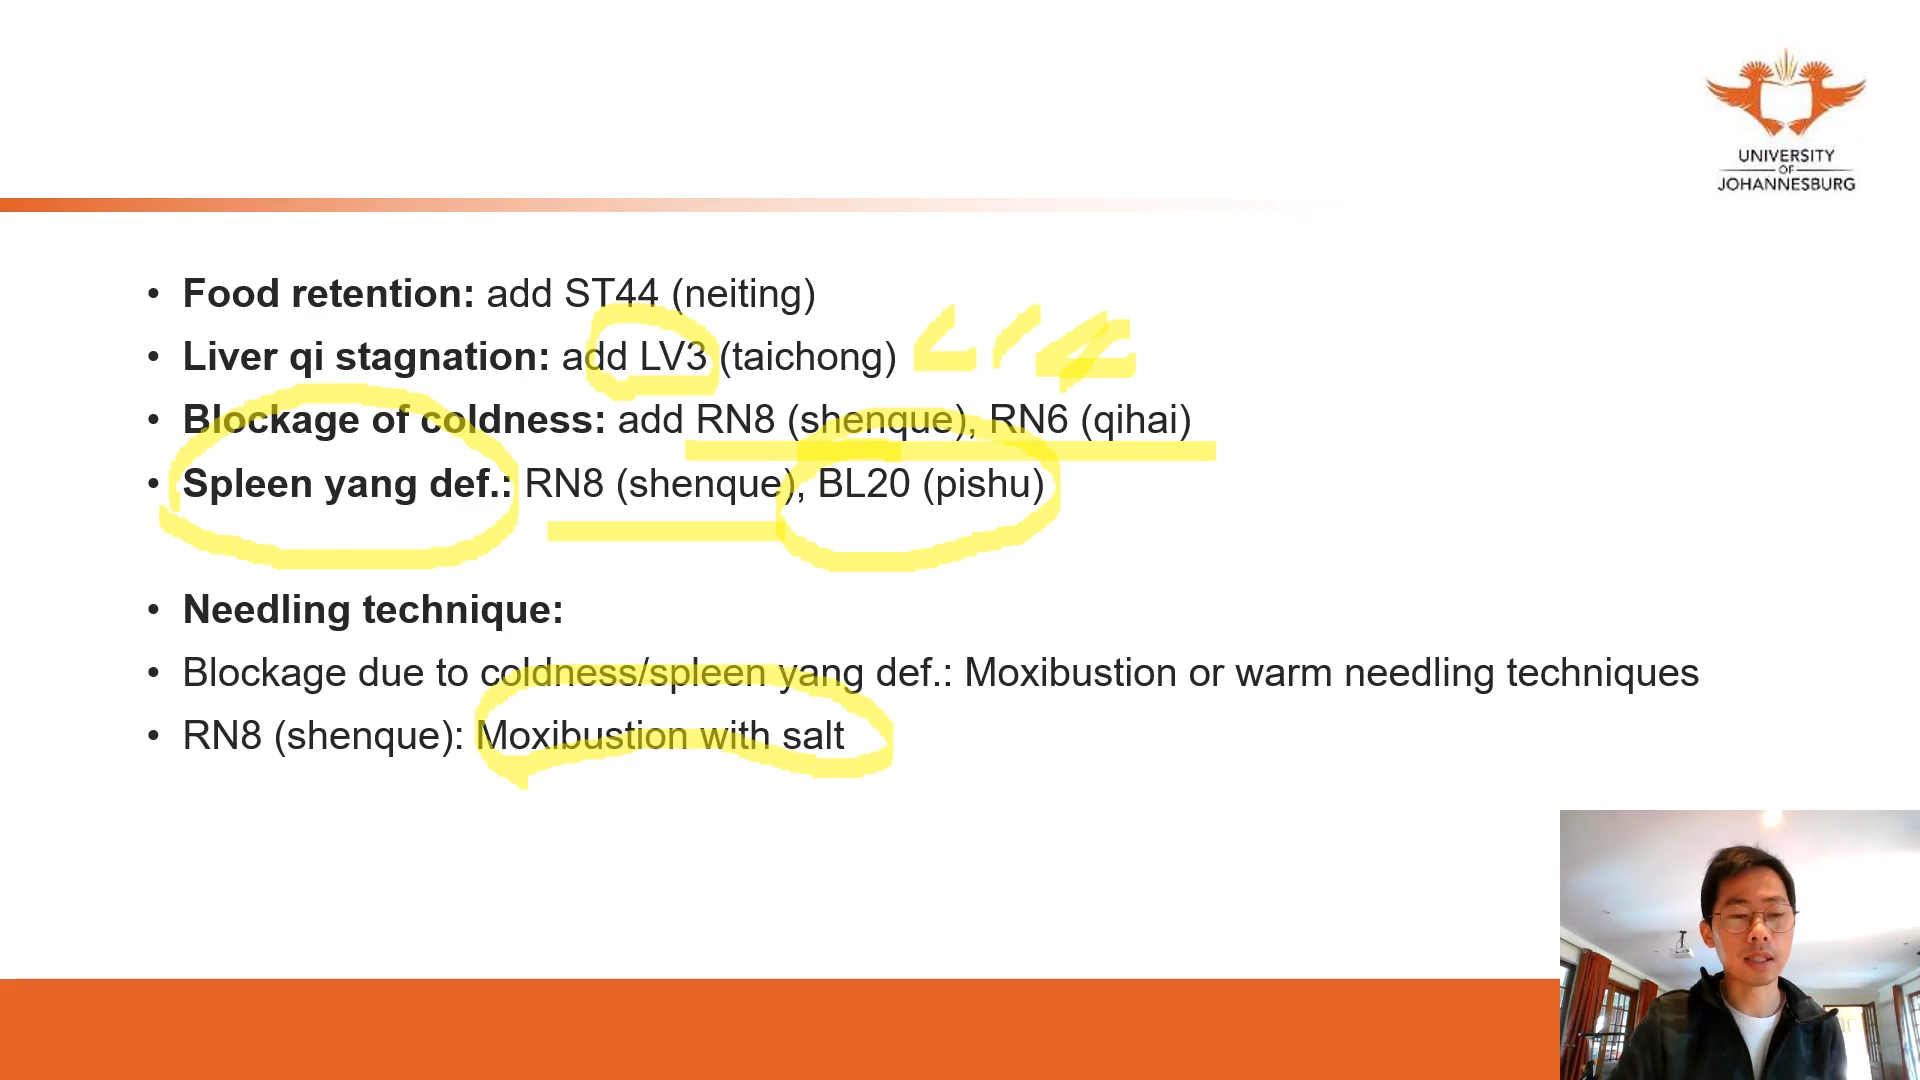 UNIVERSITY
OF
JOHANNESBURG
• Food retention: add ST44 (neiting)
• Liver qi stagnation: add LV3 (taichong)
• Blockage of coldness: add RN8 (shenque), RN6 (qihai)
• Spleen yang def.: RN8 (shenque), BL20 (pishu)
• Needling technique:
• Blockage due to coldness/spleen yang def.: Moxibustion or warm needling techniques
• RN8 (shenque): Moxibustion with salt